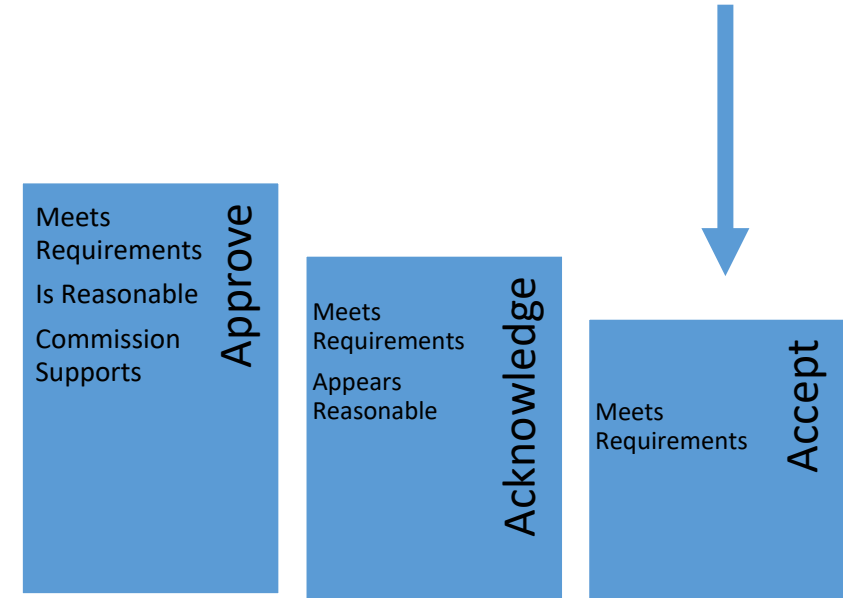 Meets
Requirements
Is Reasonable
Commission
Supports
Approve
Meets
Requirements
Appears
Reasonable
Acknowledge
Meets
Requirements
Accept